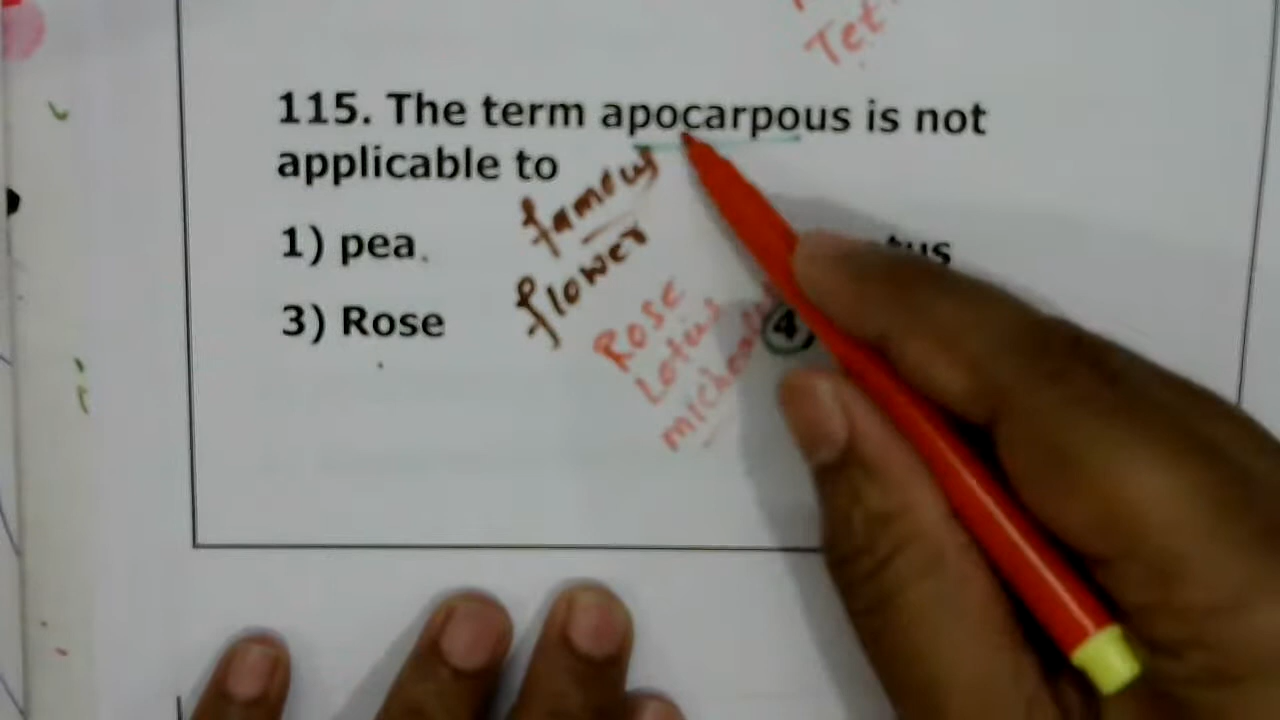 Tet
115. The term apocarpous is not
applicable to
famous
flower
1) pea
3) Rose
4
Rose
Lotus